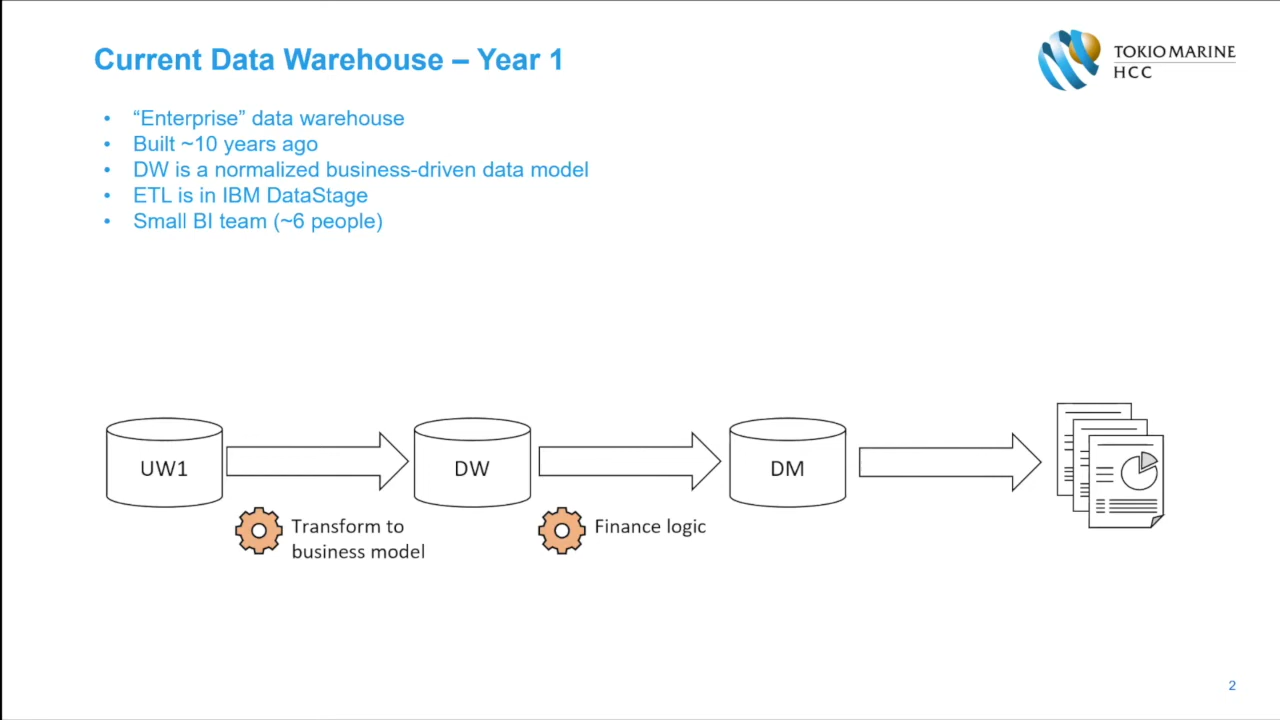 Current Data Warehouse – Year 1
TOKIO MARINE
HCC
• “Enterprise” data warehouse
• Built ~10 years ago
• DW is a normalized business-driven data model
• ETL is in IBM DataStage
• Small BI team (~6 people)
UW1
DW
DM
Transform to
business model
Finance logic
2